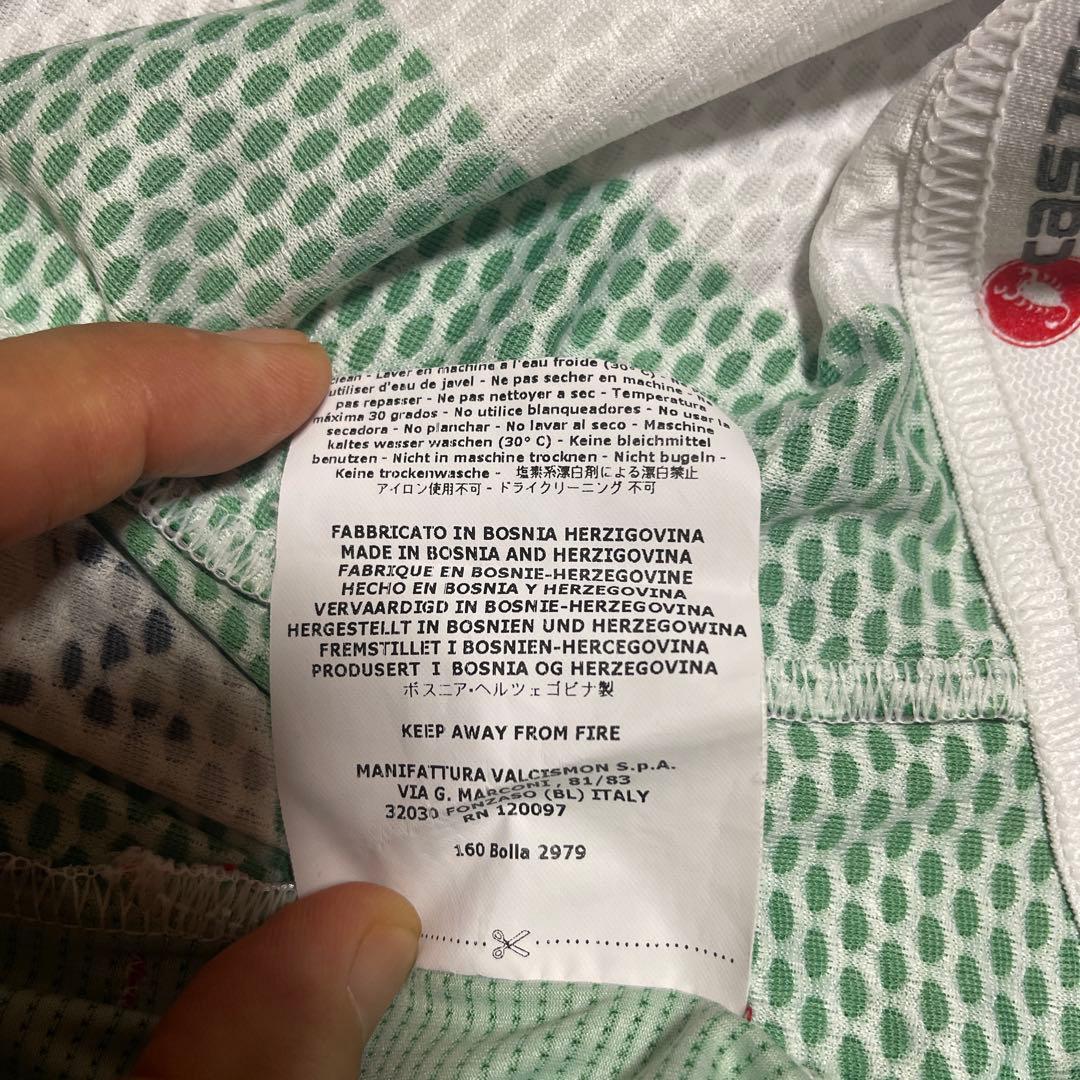 clean - Laver en machine a l'eau froide (30° C) - Ne pas
utiliser d'eau de javel - Ne pas secher en machine - Ne
pas repasser - Ne pas nettoyer a sec - Temperatura
máxima 30 grados - No utilice blanqueadores - No usar la
secadora - No planchar - No lavar al seco - Maschine
kaltes wasser waschen (30° C) - Keine bleichmittel
benutzen - Nicht in maschine trocknen - Nicht bugeln -
Keine trockenwasche - 塩素系漂白剤による漂白禁止
アイロン使用不可 - ドライクリーニング 不可
FABBRICATO IN BOSNIA HERZIGOVINA
MADE IN BOSNIA AND HERZIGOVINA
FABRIQUE EN BOSNIE-HERZEGOVINE
HECHO EN BOSNIA Y HERZEGOVINA
VERVAARDIGD IN BOSNIE-HERZEGOVINA
HERGESTELLT IN BOSNIEN UND HERZEGOWINA
FREMSTILLET I BOSNIEN-HERCEGOVINA
PRODUSERT I BOSNIA OG HERZEGOVINA
ボスニア・ヘルツェゴビナ製
KEEP AWAY FROM FIRE
MANIFATTURA VALCISMON S.p.A.
VIA G. MARCONI, 81/83
32030 FONZASO (BL) ITALY
RN 120097
160 Bolla 2979